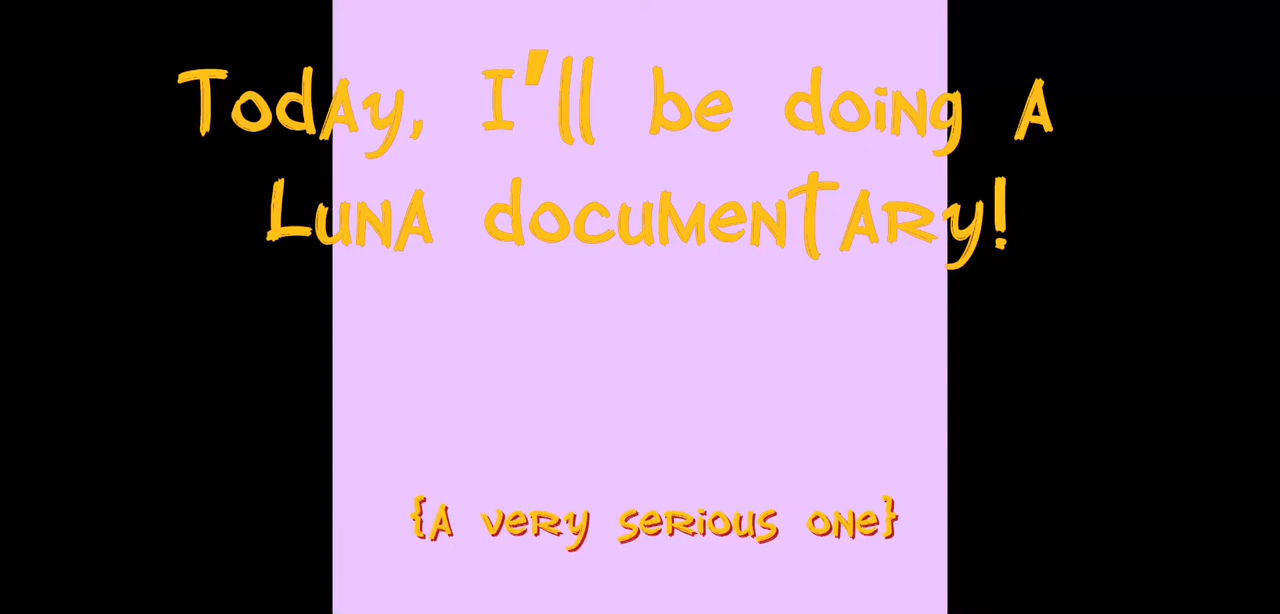 Today, I'll be doing a
Luna documentary!
{A very serious one}